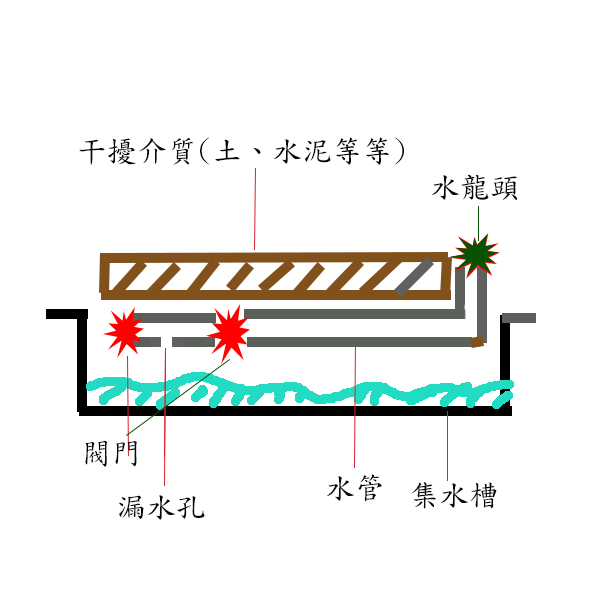 干擾介質(土、水泥等等)
水龍頭
閥門
漏水孔
水管
集水槽